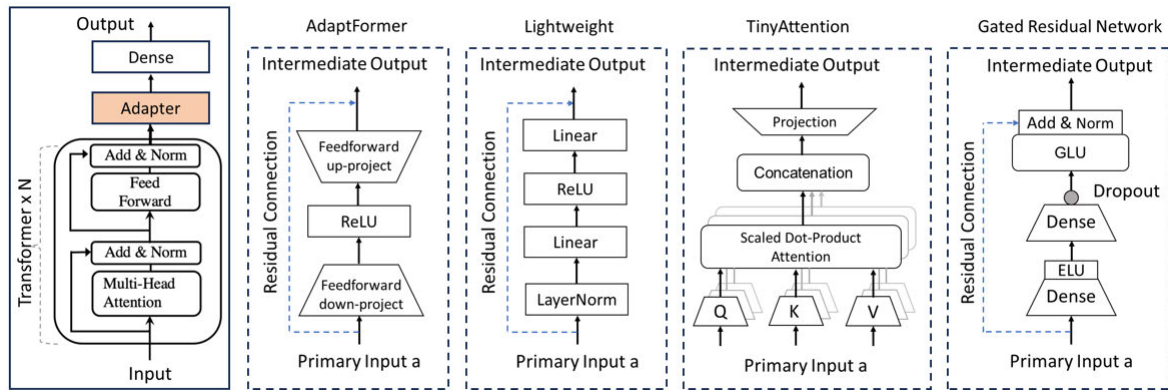 Output
Dense
Adapter
Add & Norm
Feed
Forward
Add & Norm
Multi-Head
Attention
Transformer x N
Input
AdaptFormer
Intermediate Output
Residual Connection
Feedforward
up-project
ReLU
Feedforward
down-project
Primary Input a
Lightweight
Intermediate Output
Residual Connection
Linear
ReLU
Linear
LayerNorm
Primary Input a
TinyAttention
Intermediate Output
Projection
Concatenation
Scaled Dot-Product
Attention
Q
K
V
Primary Input a
Gated Residual Network
Intermediate Output
Residual Connection
Add & Norm
GLU
Dropout
Dense
ELU
Dense
Primary Input a